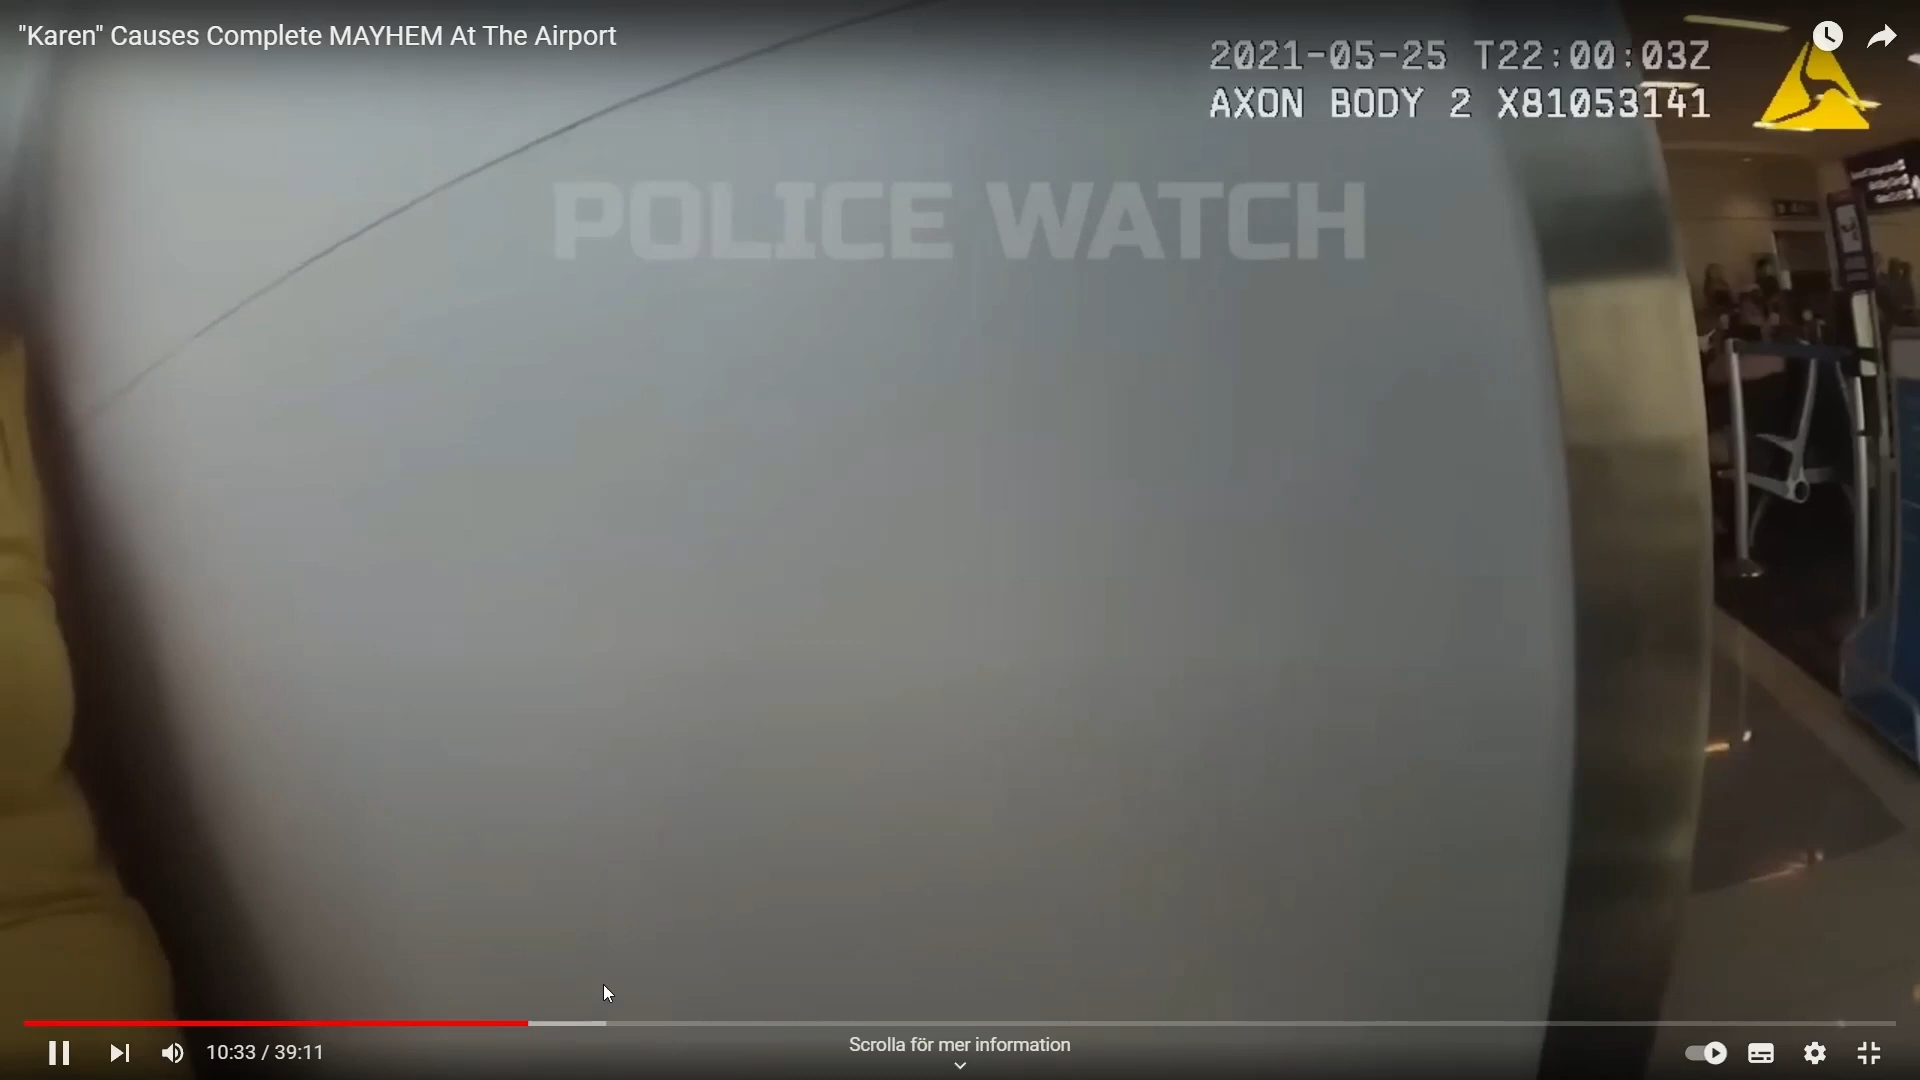 "Karen" Causes Complete MAYHEM At The Airport
2021-05-25 T22:00:03Z
AXON BODY 2 X81053141
POLICE WATCH
10:33 / 39:11
Scrolla för mer information